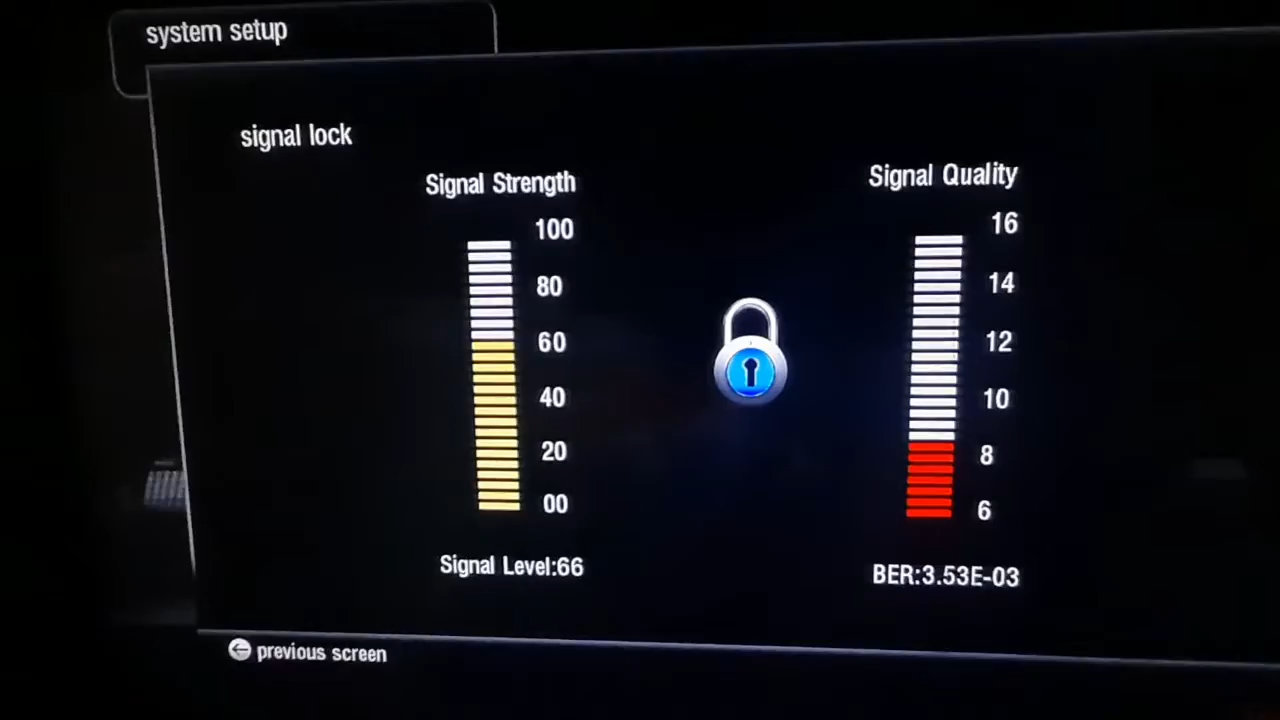 system setup
signal lock
Signal Strength
100
80
60
40
20
00
Signal Level:66
Signal Quality
16
14
12
10
8
6
BER:3.53E-03
previous screen